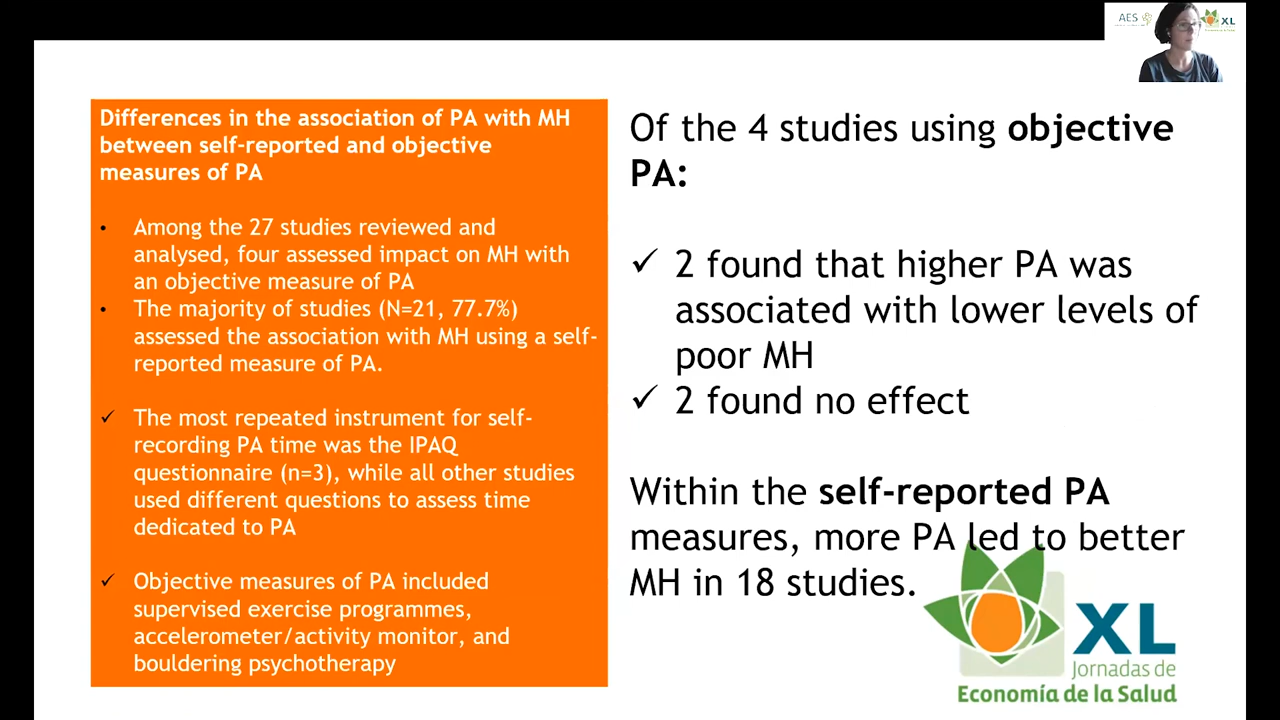 AES
XL
Differences in the association of PA with MH
between self-reported and objective
measures of PA
• Among the 27 studies reviewed and
analysed, four assessed impact on MH with
an objective measure of PA
• The majority of studies (N=21, 77.7%)
assessed the association with MH using a self-
reported measure of PA.
✓ The most repeated instrument for self-
recording PA time was the IPAQ
questionnaire (n=3), while all other studies
used different questions to assess time
dedicated to PA
✓ Objective measures of PA included
supervised exercise programmes,
accelerometer/activity monitor, and
bouldering psychotherapy
Of the 4 studies using objective
PA:
✓ 2 found that higher PA was
associated with lower levels of
poor MH
✓ 2 found no effect
Within the self-reported PA
measures, more PA led to better
MH in 18 studies.
XL
Jornadas de
Economía de la Salud